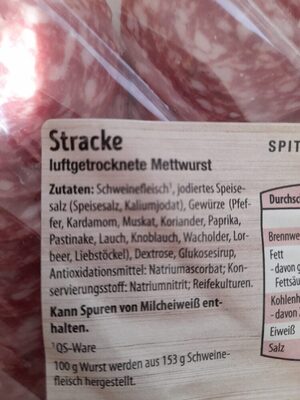 Stracke
luftgetrocknete Mettwurst
Zutaten: Schweinefleisch¹, jodiertes Speise-
salz (Speisesalz, Kaliumjodat), Gewürze (Pfef-
fer, Kardamom, Muskat, Koriander, Paprika,
Pastinake, Lauch, Knoblauch, Wacholder, Lor-
beer, Liebstöckel), Dextrose, Glukosesirup,
Antioxidationsmittel: Natriumascorbat; Kon-
servierungsstoff: Natriumnitrit; Reifekulturen.
Kann Spuren von Milcheiweiß ent-
halten.
¹QS-Ware
100 g Wurst werden aus 153 g Schweine-
fleisch hergestellt.
SPIT
Durchsc
Brennwe
Fett
- davon g
Fettsäu
Kohlenh
- davon
Eiweiß
Salz